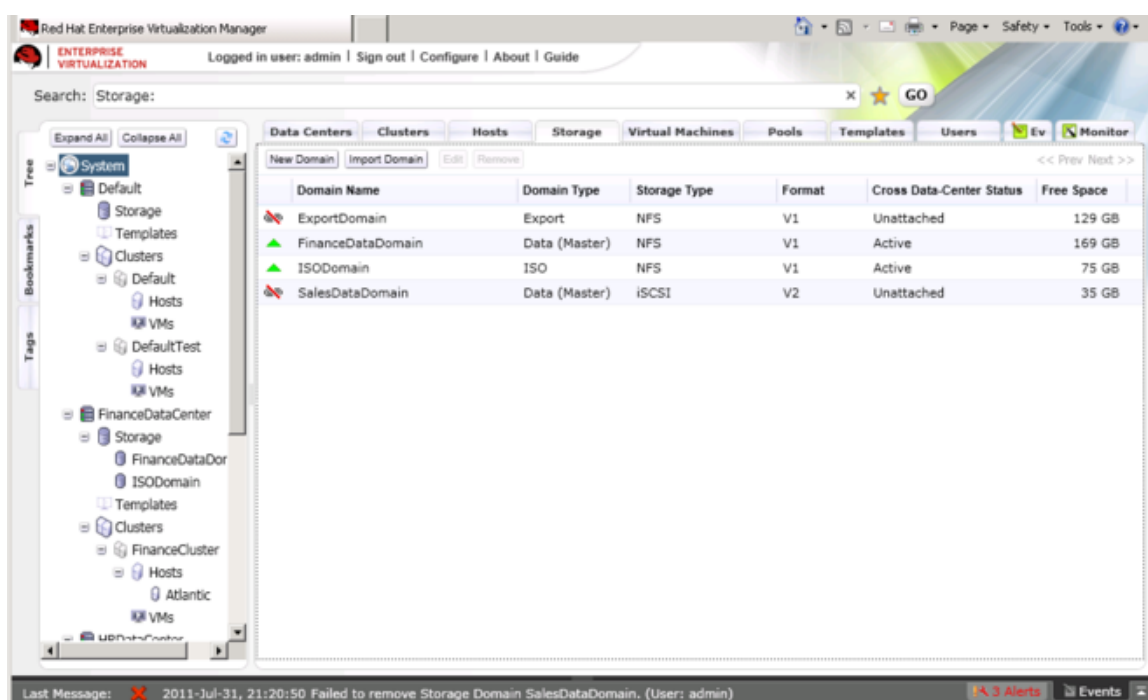 Red Hat Enterprise Virtualization Manager
Page Safety Tools
ENTERPRISE
VIRTUALIZATION
Logged in user: admin | Sign out | Configure | About | Guide
Search: Storage: x GO
Expand All Collapse All
Data Centers Clusters Hosts Storage Virtual Machines Pools Templates Users Ev Monitor
New Domain Import Domain Edit Remove << Prev Next >>
Tree
Bookmarks
Tags
System
Default
Storage
Templates
Clusters
Default
Hosts
VMs
DefaultTest
Hosts
VMs
FinanceDataCenter
Storage
FinanceDataDor
ISODomain
Templates
Clusters
FinanceCluster
Hosts
Atlantic
VMs
HRDataCenter
Domain Name Domain Type Storage Type Format Cross Data-Center Status Free Space
ExportDomain Export NFS V1 Unattached 129 GB
FinanceDataDomain Data (Master) NFS V1 Active 169 GB
ISODomain ISO NFS V1 Active 75 GB
SalesDataDomain Data (Master) iSCSI V2 Unattached 35 GB
Last Message: 2011-Jul-31, 21:20:50 Failed to remove Storage Domain SalesDataDomain. (User: admin) 3 Alerts Events